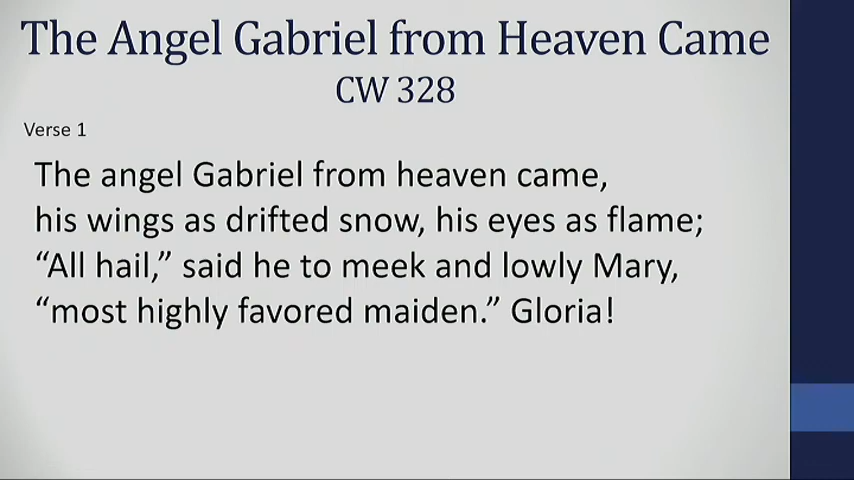 The Angel Gabriel from Heaven Came
CW 328
Verse 1
The angel Gabriel from heaven came,
his wings as drifted snow, his eyes as flame;
“All hail,” said he to meek and lowly Mary,
“most highly favored maiden.” Gloria!